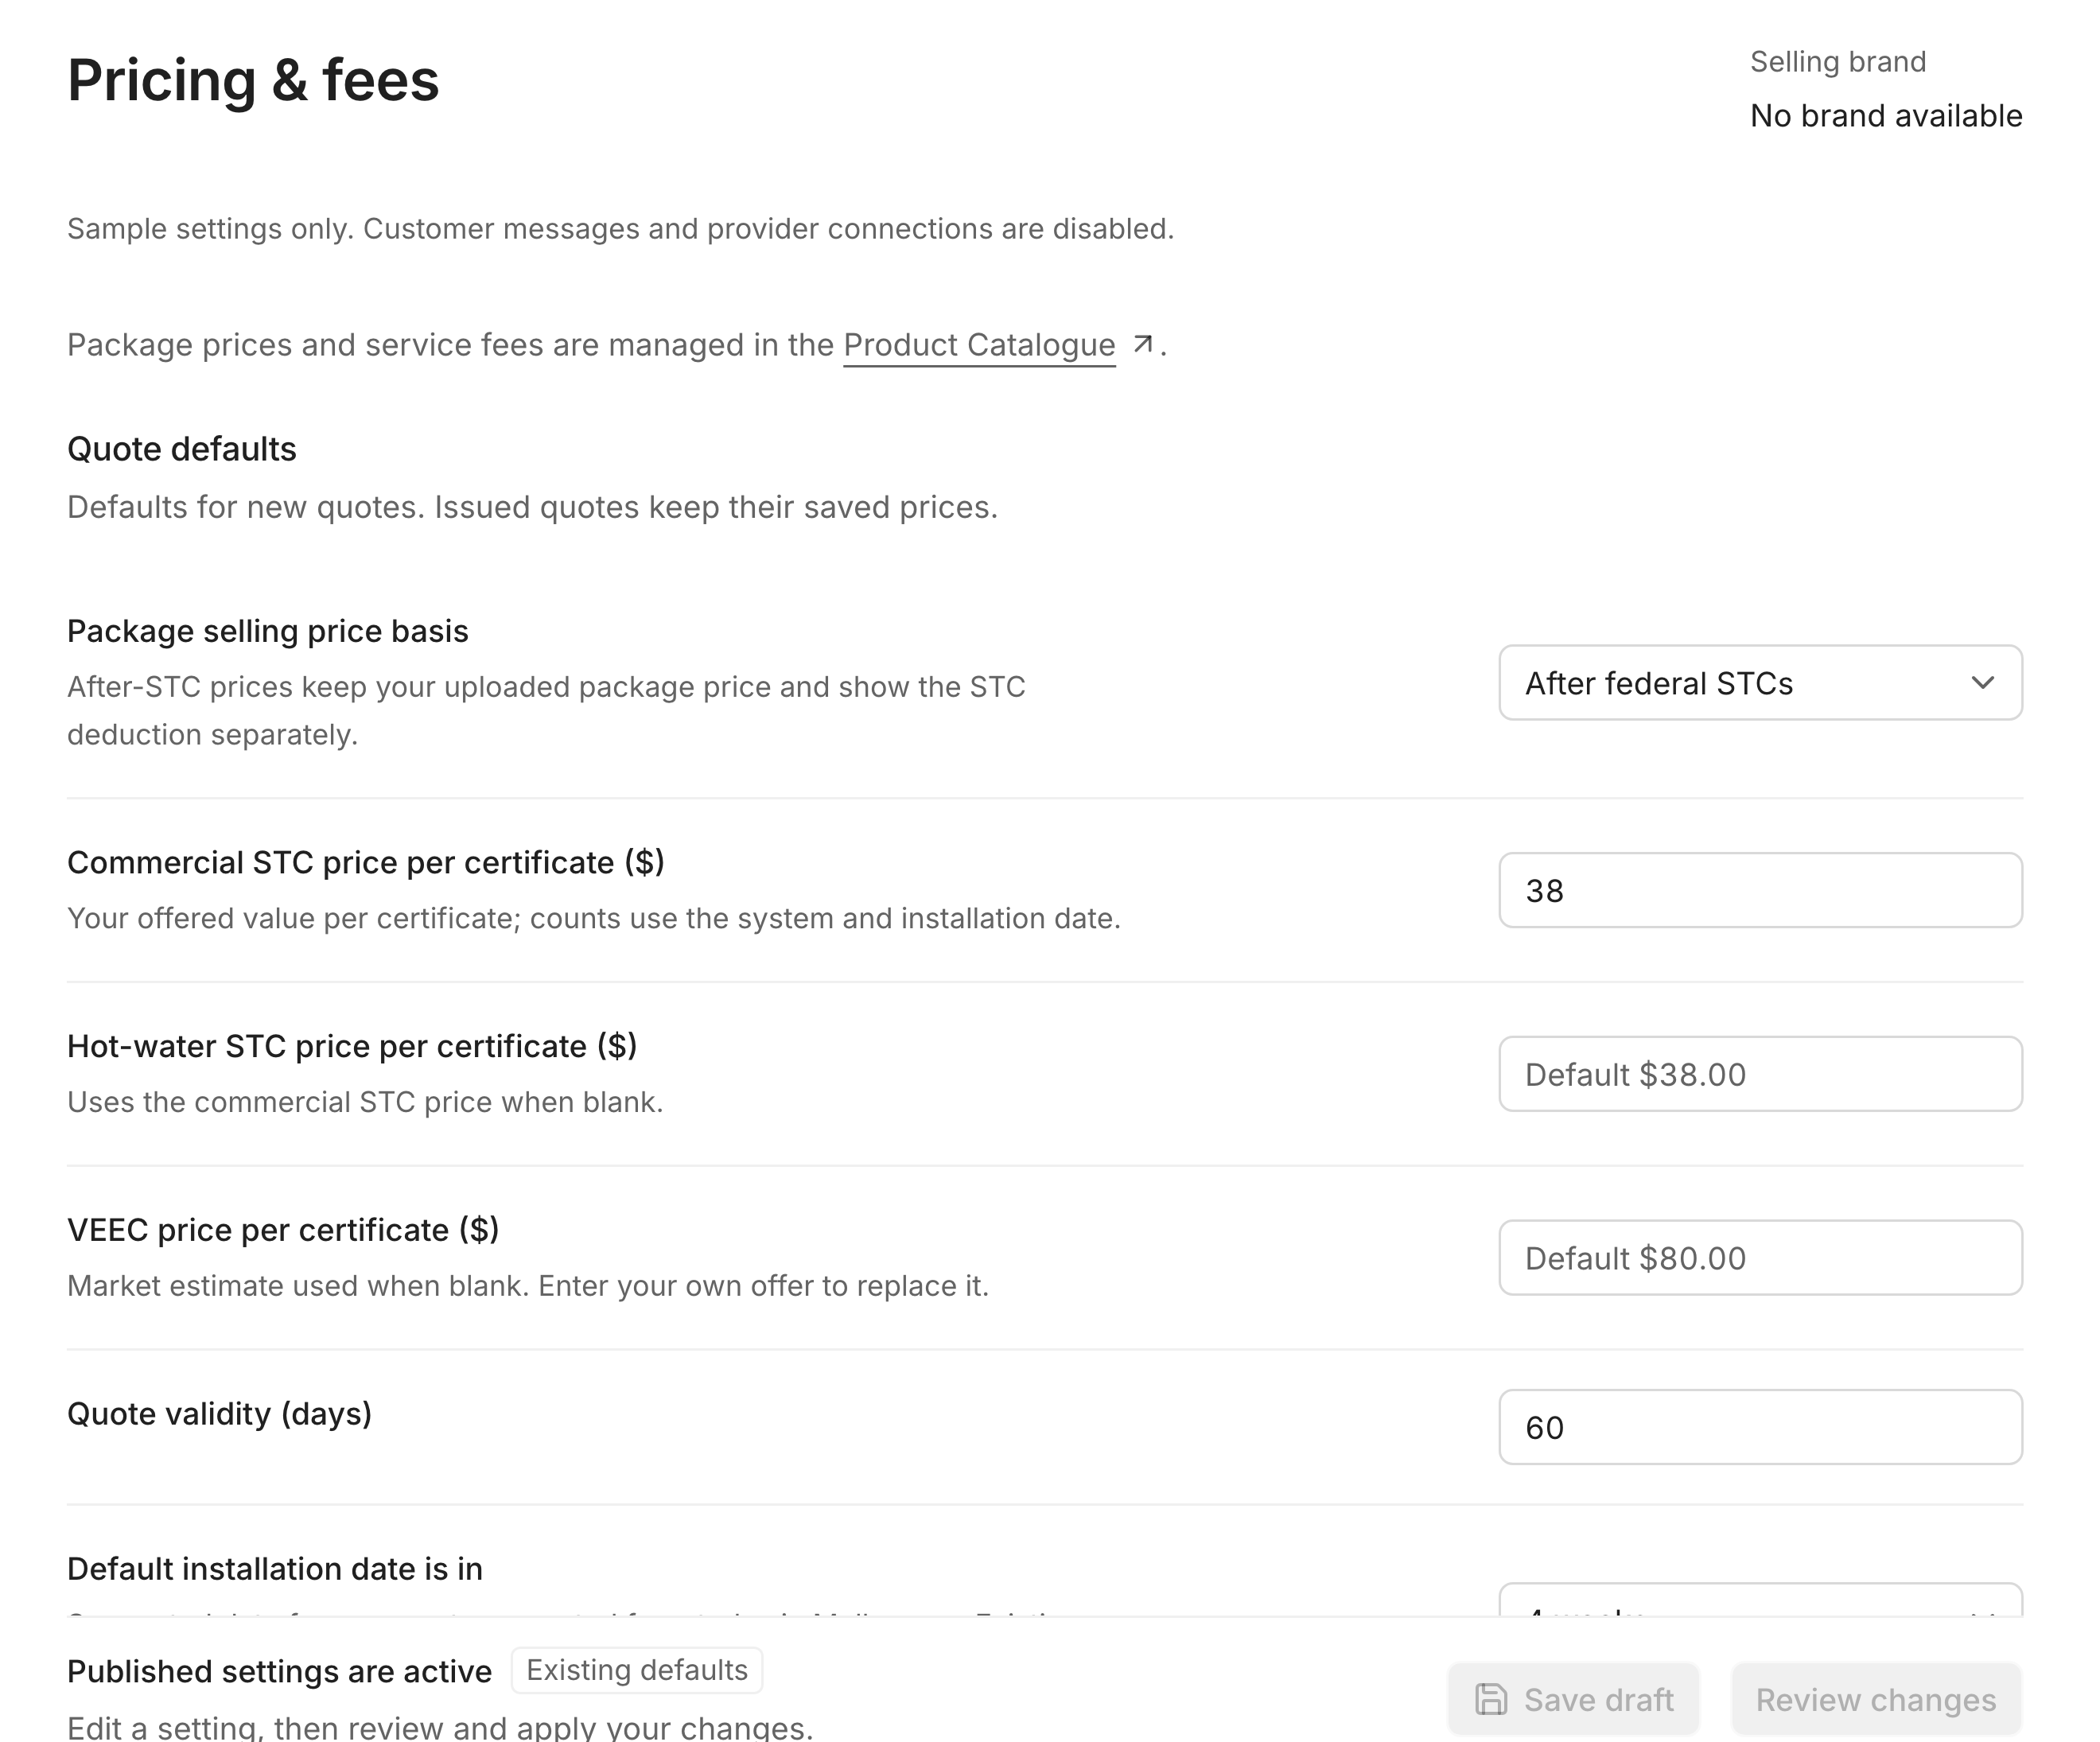 Pricing & fees
Selling brand
No brand available
Sample settings only. Customer messages and provider connections are disabled.
Package prices and service fees are managed in the Product Catalogue ↗.
Quote defaults
Defaults for new quotes. Issued quotes keep their saved prices.
Package selling price basis
After-STC prices keep your uploaded package price and show the STC
deduction separately.
After federal STCs
Commercial STC price per certificate ($)
Your offered value per certificate; counts use the system and installation date.
38
Hot-water STC price per certificate ($)
Uses the commercial STC price when blank.
Default $38.00
VEEC price per certificate ($)
Market estimate used when blank. Enter your own offer to replace it.
Default $80.00
Quote validity (days)
60
Default installation date is in
Published settings are active
Existing defaults
Edit a setting, then review and apply your changes.
Save draft
Review changes